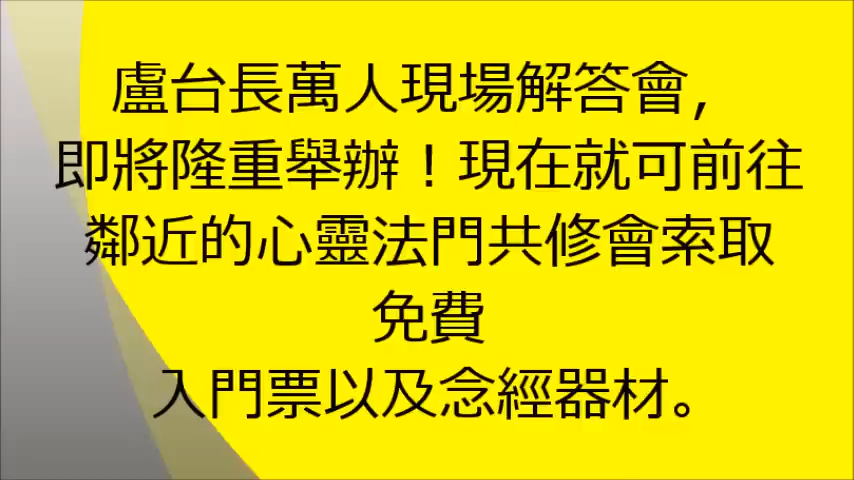 盧台長萬人現場解答會，
即將隆重舉辦！現在就可前往
鄰近的心靈法門共修會索取
免費
入門票以及念經器材。